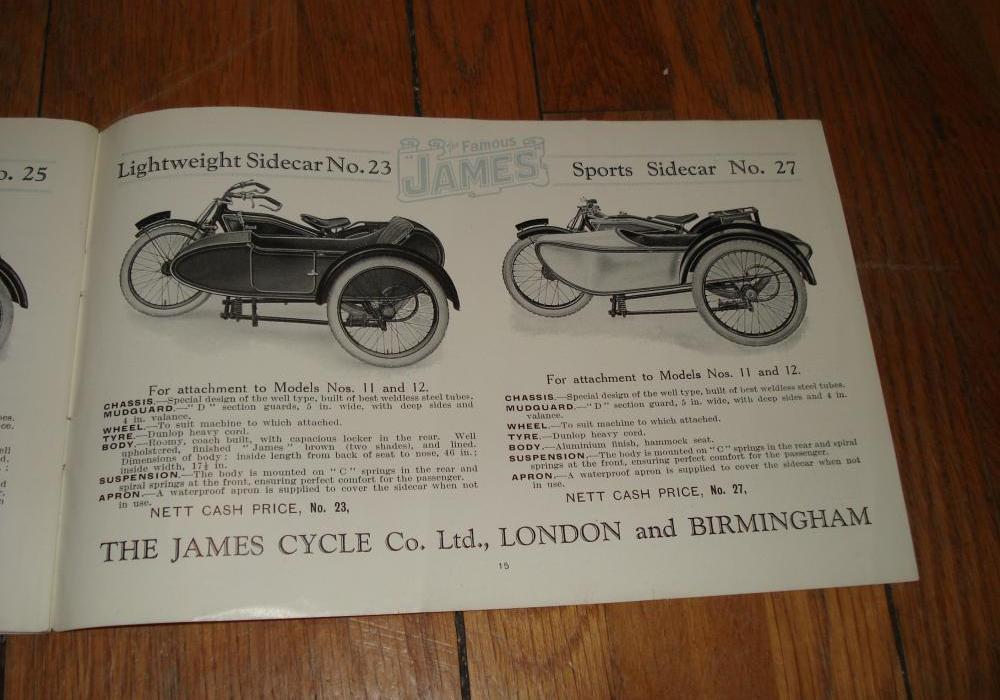 o. 25
es.
ce.
Lightweight Sidecar No. 23
The Famous
JAMES
Sports Sidecar No. 27
For attachment to Models Nos. 11 and 12.
CHASSIS.—Special design of the well type, built of best weldless steel tubes.
MUDGUARD.—"D" section guards, 5 in. wide, with deep sides and
4 in. valance.
WHEEL.—To suit machine to which attached.
TYRE.—Dunlop heavy cord.
BODY.—Roomy, coach built, with capacious locker in the rear. Well
upholstered, finished "James" brown (two shades), and lined.
Dimensions of body: inside length from back of seat to nose, 46 in.;
inside width, 17½ in.
SUSPENSION.—The body is mounted on "C" springs in the rear and
spiral springs at the front, ensuring perfect comfort for the passenger.
APRON.—A waterproof apron is supplied to cover the sidecar when not
in use.
NETT CASH PRICE, No. 23,
For attachment to Models Nos. 11 and 12.
CHASSIS.—Special design of the well type, built of best weldless steel tubes.
MUDGUARD.—"D" section guard, 5 in. wide, with deep sides and 4 in.
valance.
WHEEL.—To suit machine to which attached.
TYRE.—Dunlop heavy cord.
BODY.—Aluminium finish, hammock seat.
SUSPENSION.—The body is mounted on "C" springs in the rear and spiral
springs at the front, ensuring perfect comfort for the passenger.
APRON.—A waterproof apron is supplied to cover the sidecar when not
in use.
NETT CASH PRICE, No. 27,
THE JAMES CYCLE Co. Ltd., LONDON and BIRMINGHAM
15